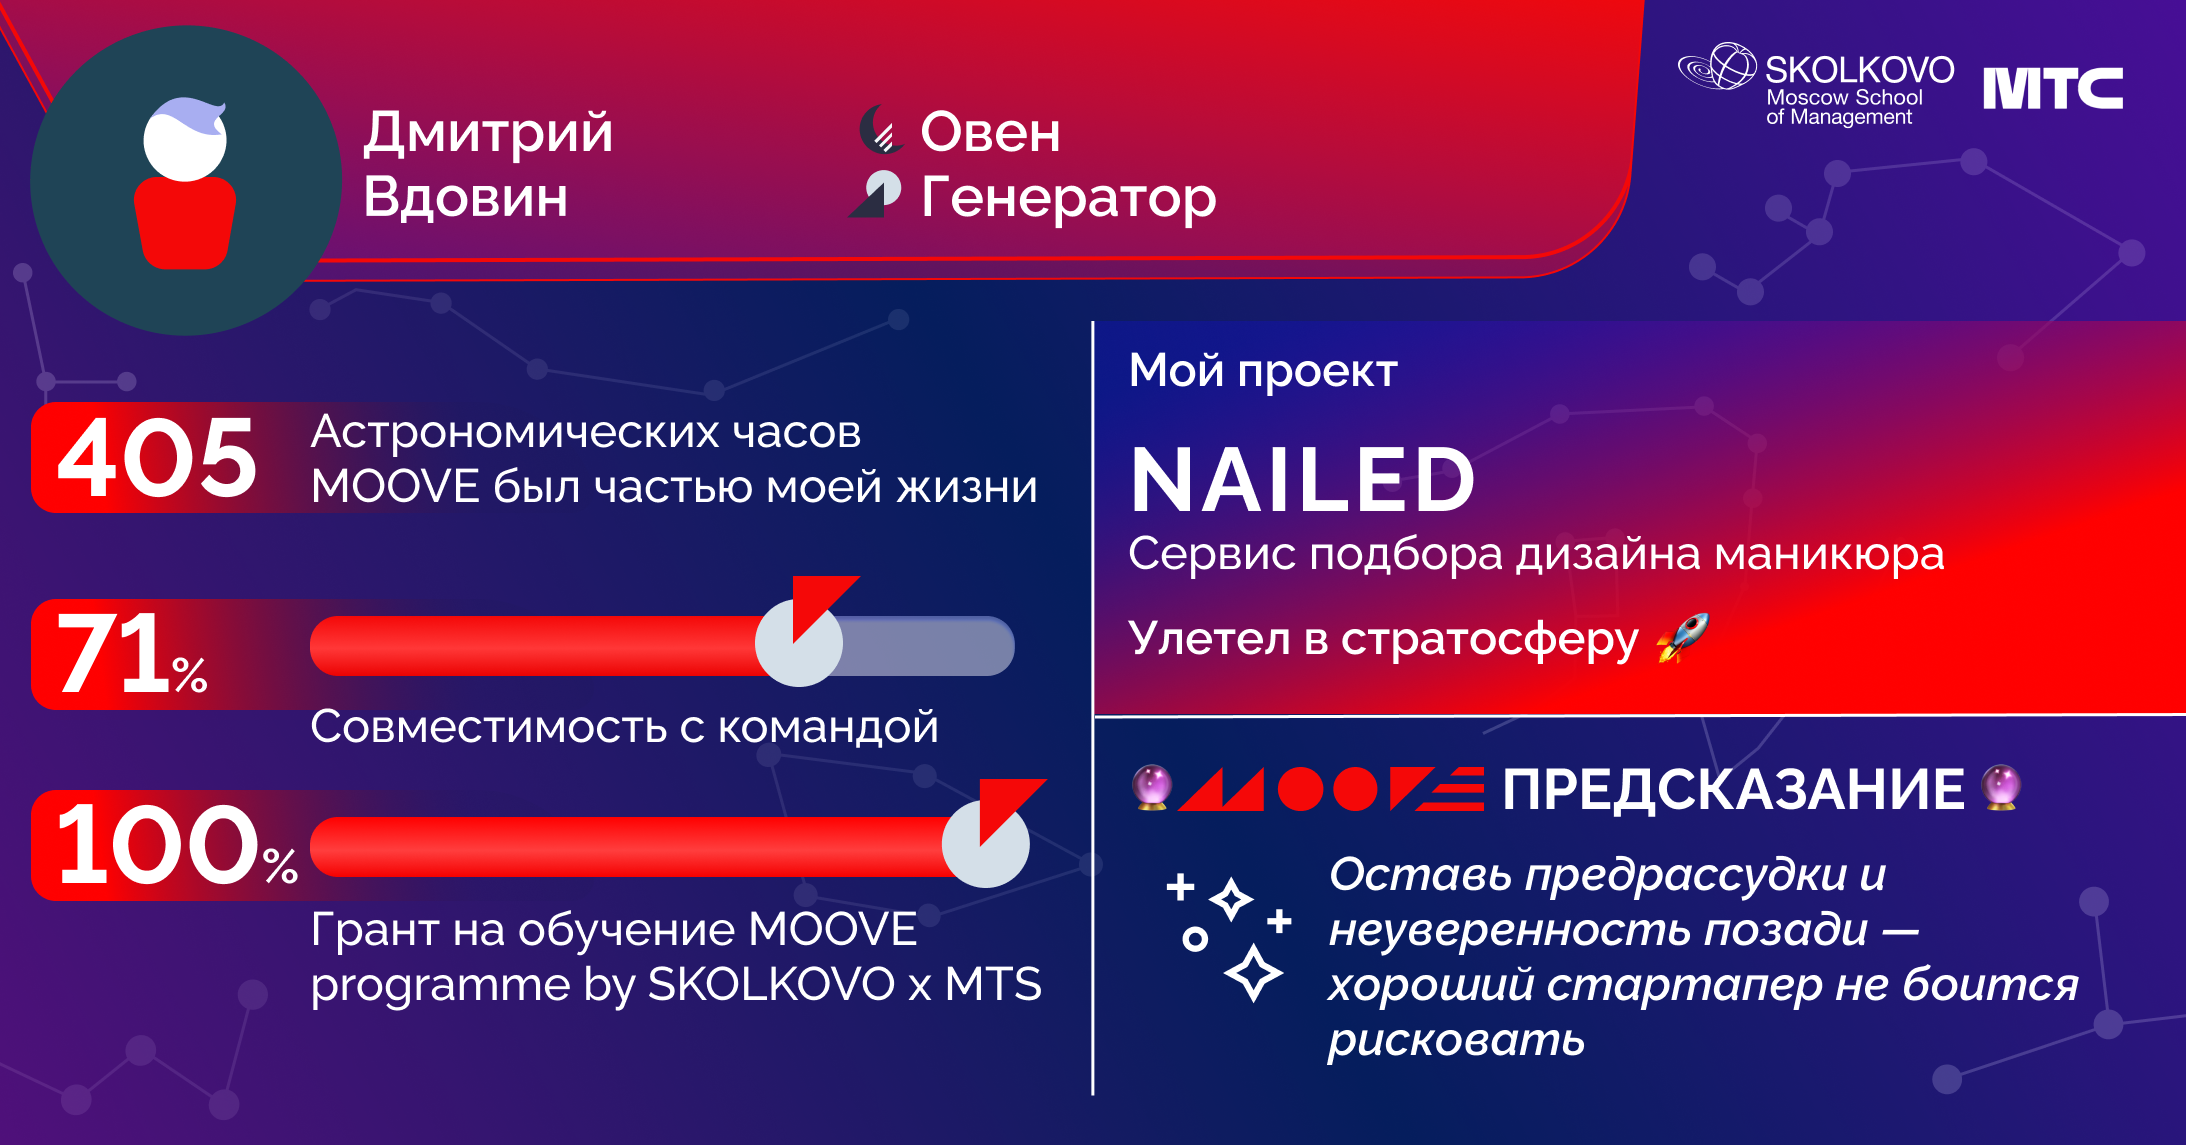 Дмитрий
Вдовин
Овен
Генератор
SKOLKOVO
Moscow School
of Management
МТС
405
Астрономических часов
MOOVE был частью моей жизни
71%
Совместимость с командой
100%
Грант на обучение MOOVE
programme by SKOLKOVO x MTS
Мой проект
NAILED
Сервис подбора дизайна маникюра
Улетел в стратосферу 🚀
🔮 MOOVE ПРЕДСКАЗАНИЕ 🔮
Оставь предрассудки и
неуверенность позади —
хороший стартапер не боится
рисковать